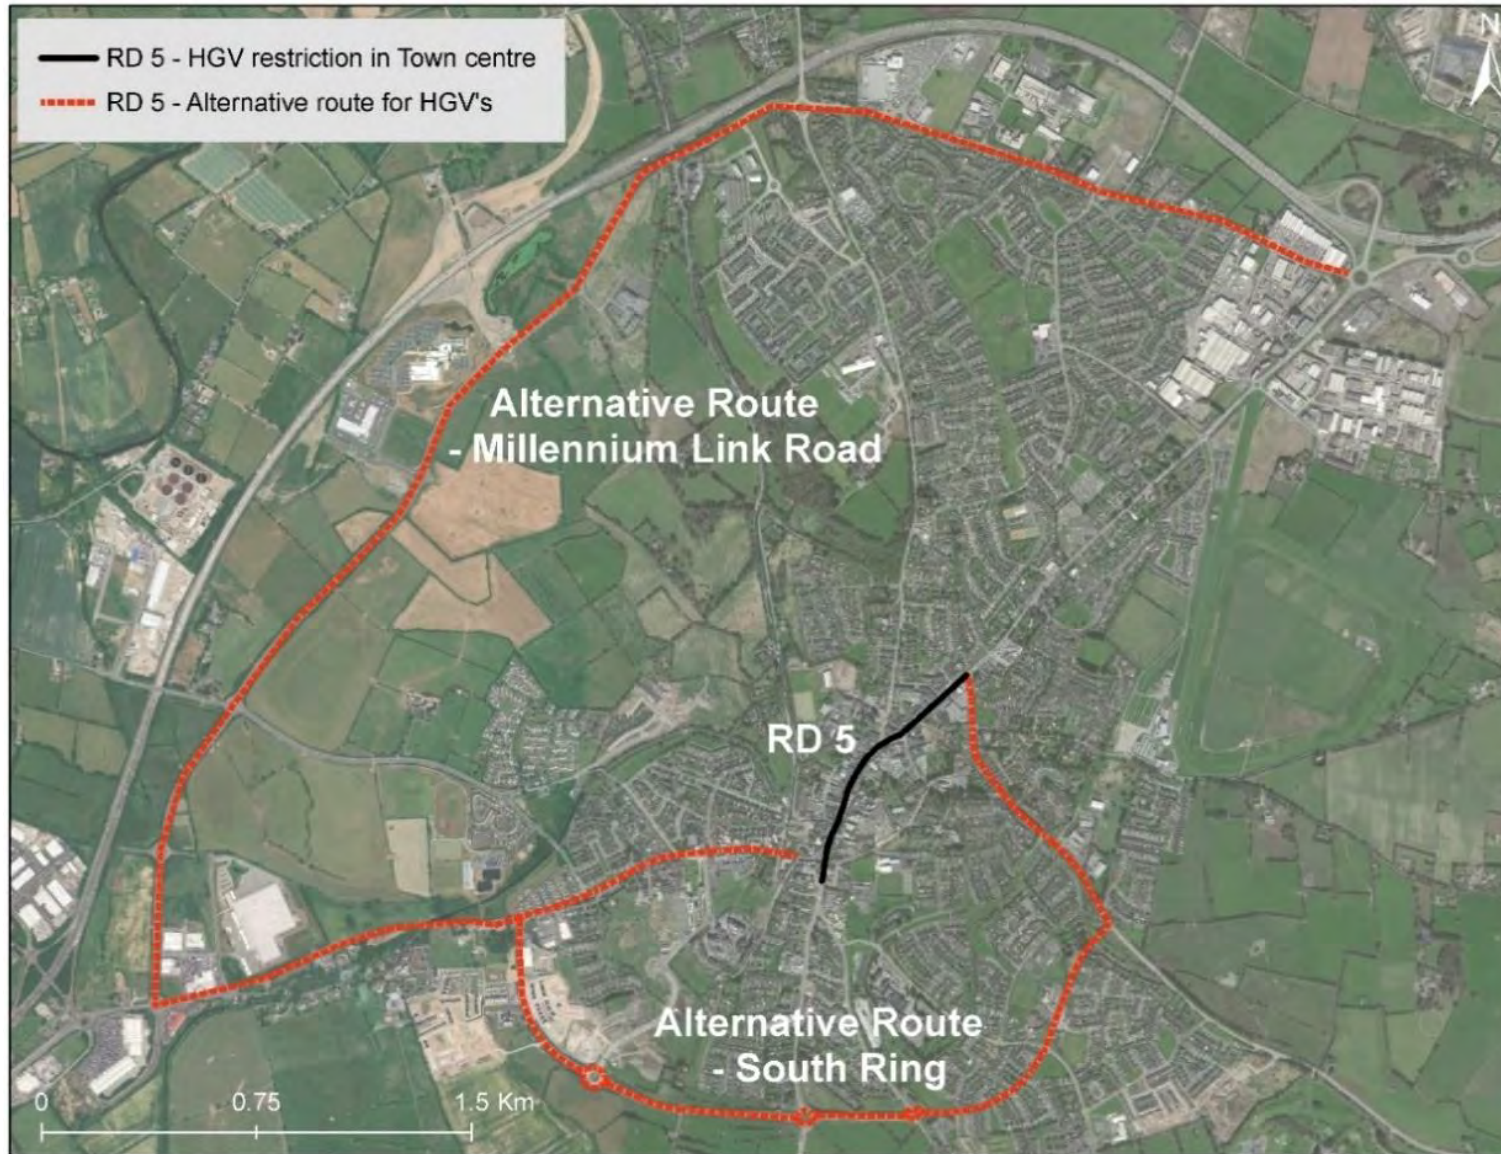 RD 5 - HGV restriction in Town centre
RD 5 - Alternative route for HGV's
N
Alternative Route
- Millennium Link Road
RD 5
Alternative Route
- South Ring
0 0.75 1.5 Km